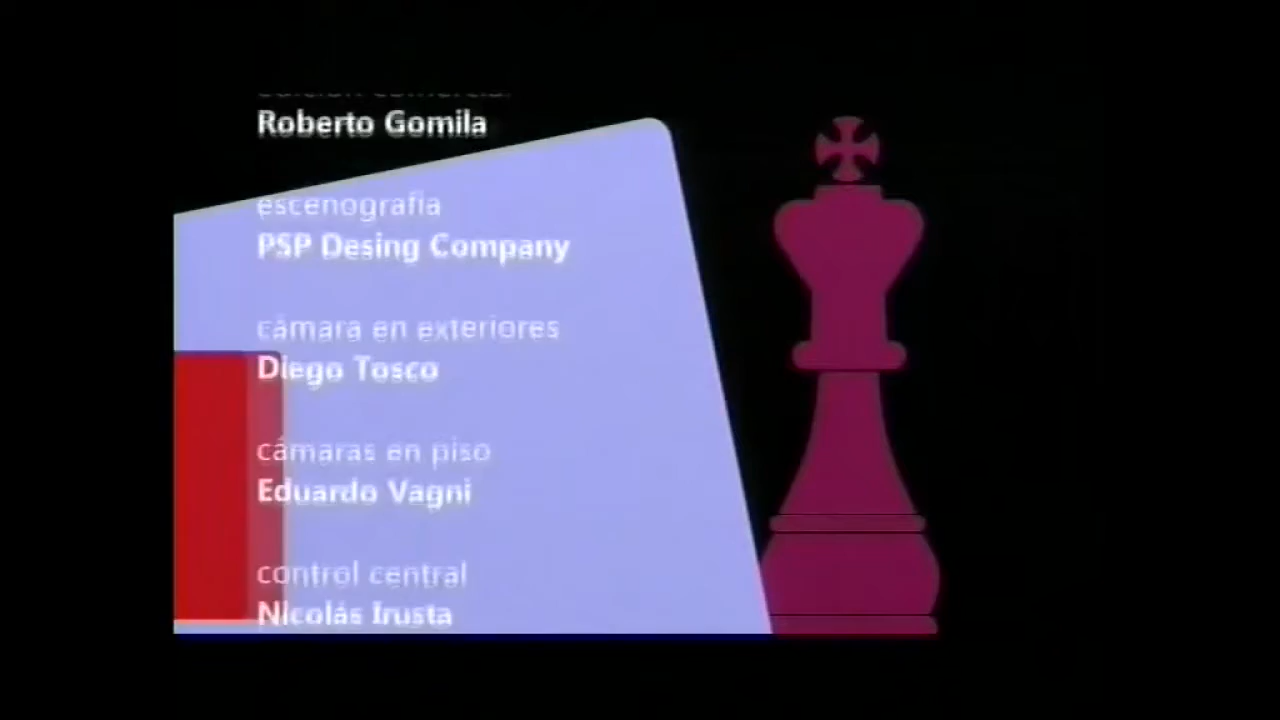 Roberto Gomila
escenografía
PSP Desing Company
cámara en exteriores
Diego Tosco
cámaras en piso
Eduardo Vagni
control central
Nicolás Irusta